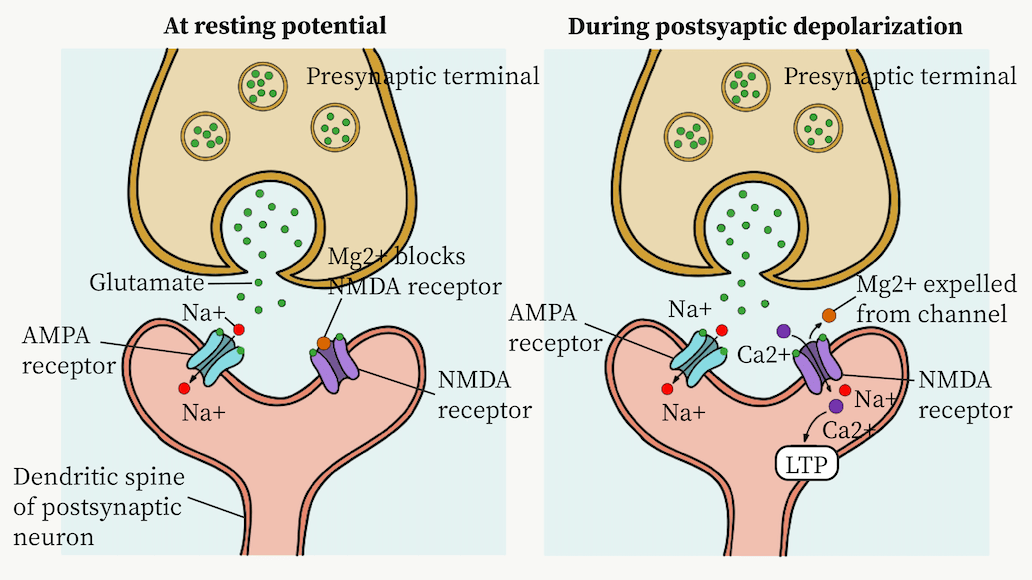 At resting potential
Presynaptic terminal
Mg2+ blocks
NMDA receptor
Glutamate
Na+
AMPA
receptor
Na+
NMDA
receptor
Dendritic spine
of postsynaptic
neuron
During postsyaptic depolarization
Presynaptic terminal
Mg2+ expelled
from channel
Na+
AMPA
receptor
Ca2+
NMDA
receptor
Na+
Na+
Ca2+
LTP